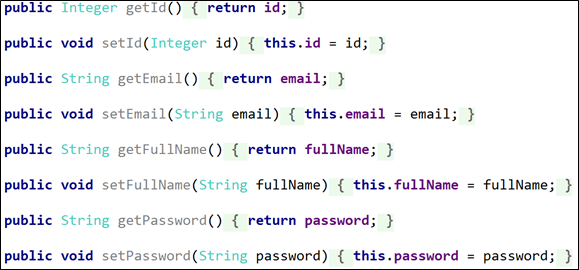 public Integer getId() { return id; }
public void setId(Integer id) { this.id = id; }
public String getEmail() { return email; }
public void setEmail(String email) { this.email = email; }
public String getFullName() { return fullName; }
public void setFullName(String fullName) { this.fullName = fullName; }
public String getPassword() { return password; }
public void setPassword(String password) { this.password = password; }